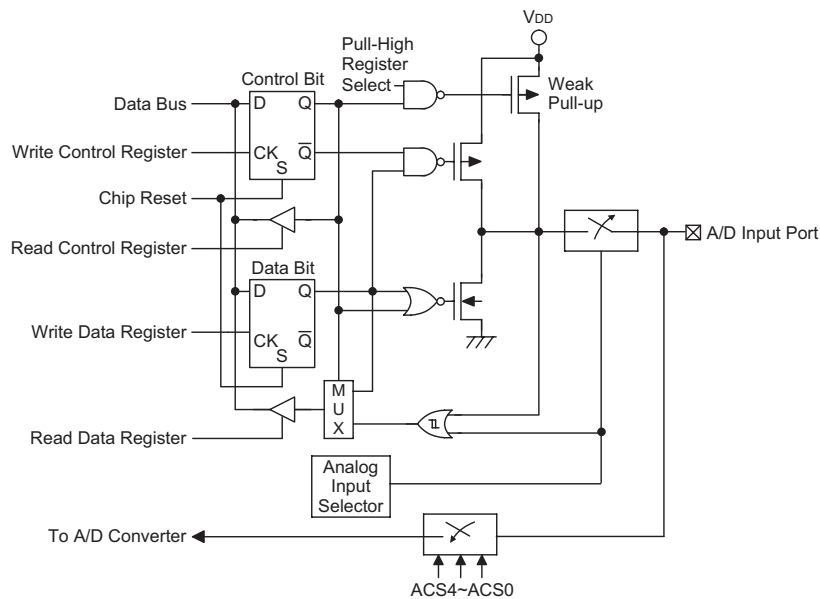 VDD
Pull-High
Register
Select
Control Bit
Weak
Pull-up
Data Bus
D
Q
Write Control Register
CK
Q
S
Chip Reset
A/D Input Port
Read Control Register
Data Bit
D
Q
Write Data Register
CK
Q
S
M
U
X
Read Data Register
Analog
Input
Selector
To A/D Converter
ACS4~ACS0